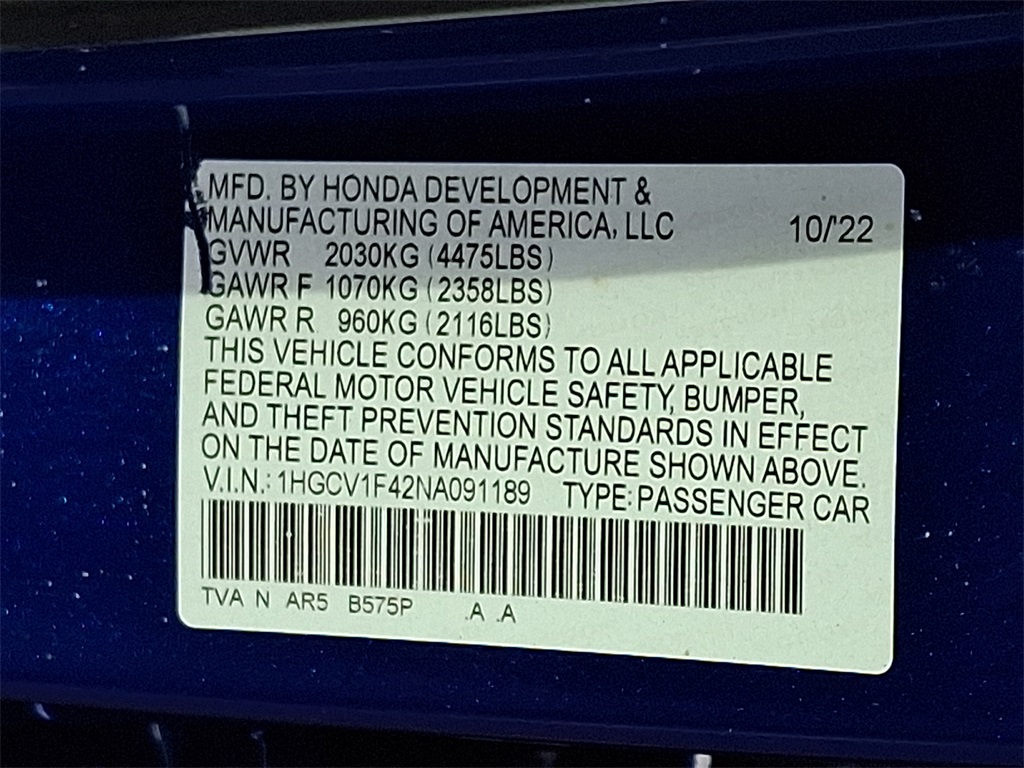 MFD. BY HONDA DEVELOPMENT &
MANUFACTURING OF AMERICA, LLC 10/'22
GVWR 2030KG (4475LBS)
GAWR F 1070KG (2358LBS)
GAWR R 960KG (2116LBS)
THIS VEHICLE CONFORMS TO ALL APPLICABLE
FEDERAL MOTOR VEHICLE SAFETY, BUMPER,
AND THEFT PREVENTION STANDARDS IN EFFECT
ON THE DATE OF MANUFACTURE SHOWN ABOVE.
V.I.N.: 1HGCV1F42NA091189 TYPE: PASSENGER CAR
TVA N AR5 B575P .A .A